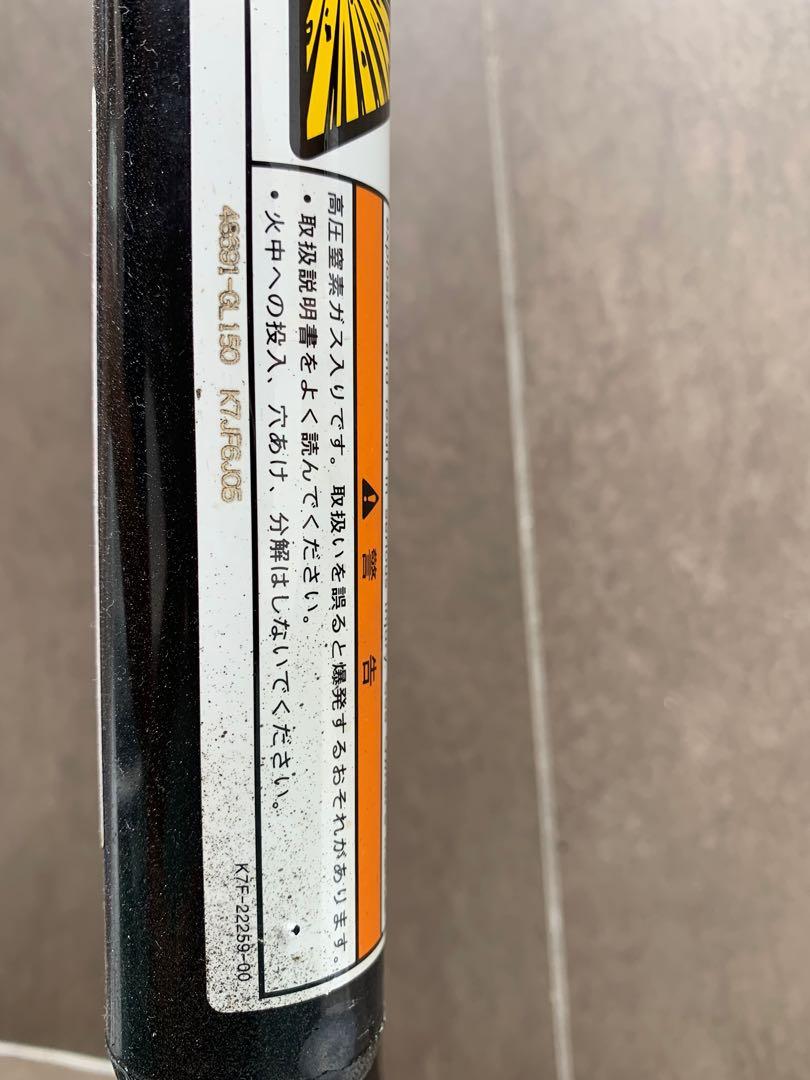 警告
高圧窒素ガス入りです。取扱いを誤ると爆発するおそれがあります。
・取扱説明書をよく読んでください。
・火中への投入、穴あけ、分解はしないでください。
K7F-22259-00
46691-GL150 K7JF6J05